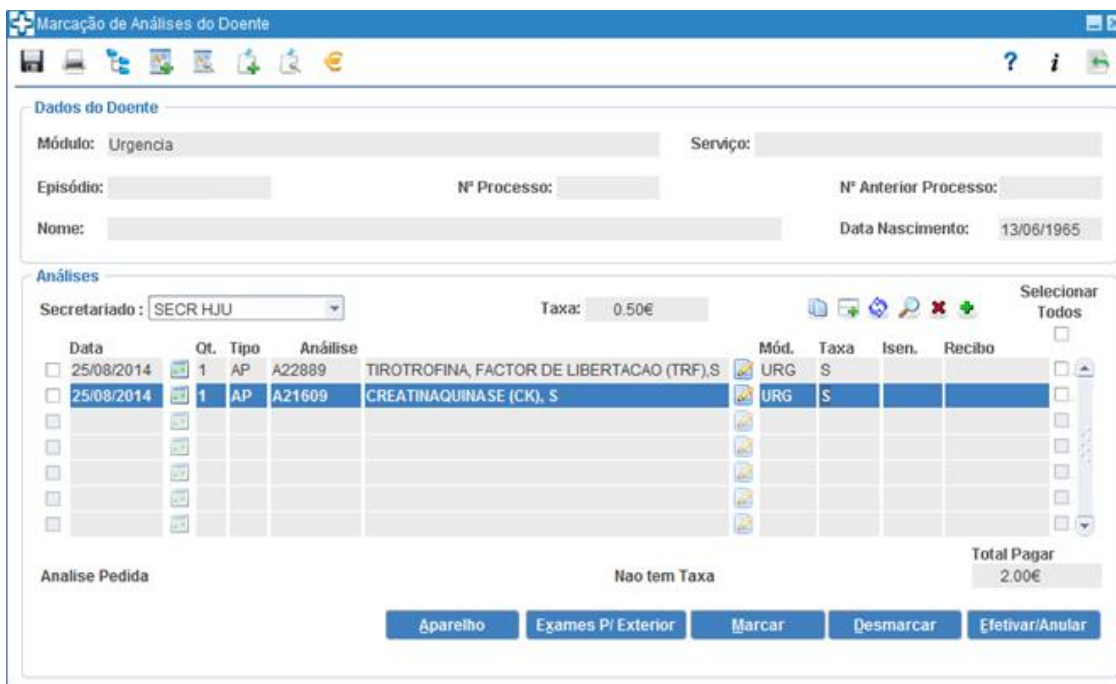 Marcação de Análises do Doente
? i
Dados do Doente
Módulo: Urgencia Serviço:
Episódio: Nº Processo: Nº Anterior Processo:
Nome: Data Nascimento: 13/06/1965
Análises
Secretariado : SECR HJU Taxa: 0.50€ Selecionar Todos
Data Qt. Tipo Análise Mód. Taxa Isen. Recibo
25/08/2014 1 AP A22889 TIROTROFINA, FACTOR DE LIBERTACAO (TRF),S URG S
25/08/2014 1 AP A21609 CREATINAQUINASE (CK), S URG S
Total Pagar
Analise Pedida Nao tem Taxa 2.00€
Aparelho Exames P/ Exterior Marcar Desmarcar Efetivar/Anular